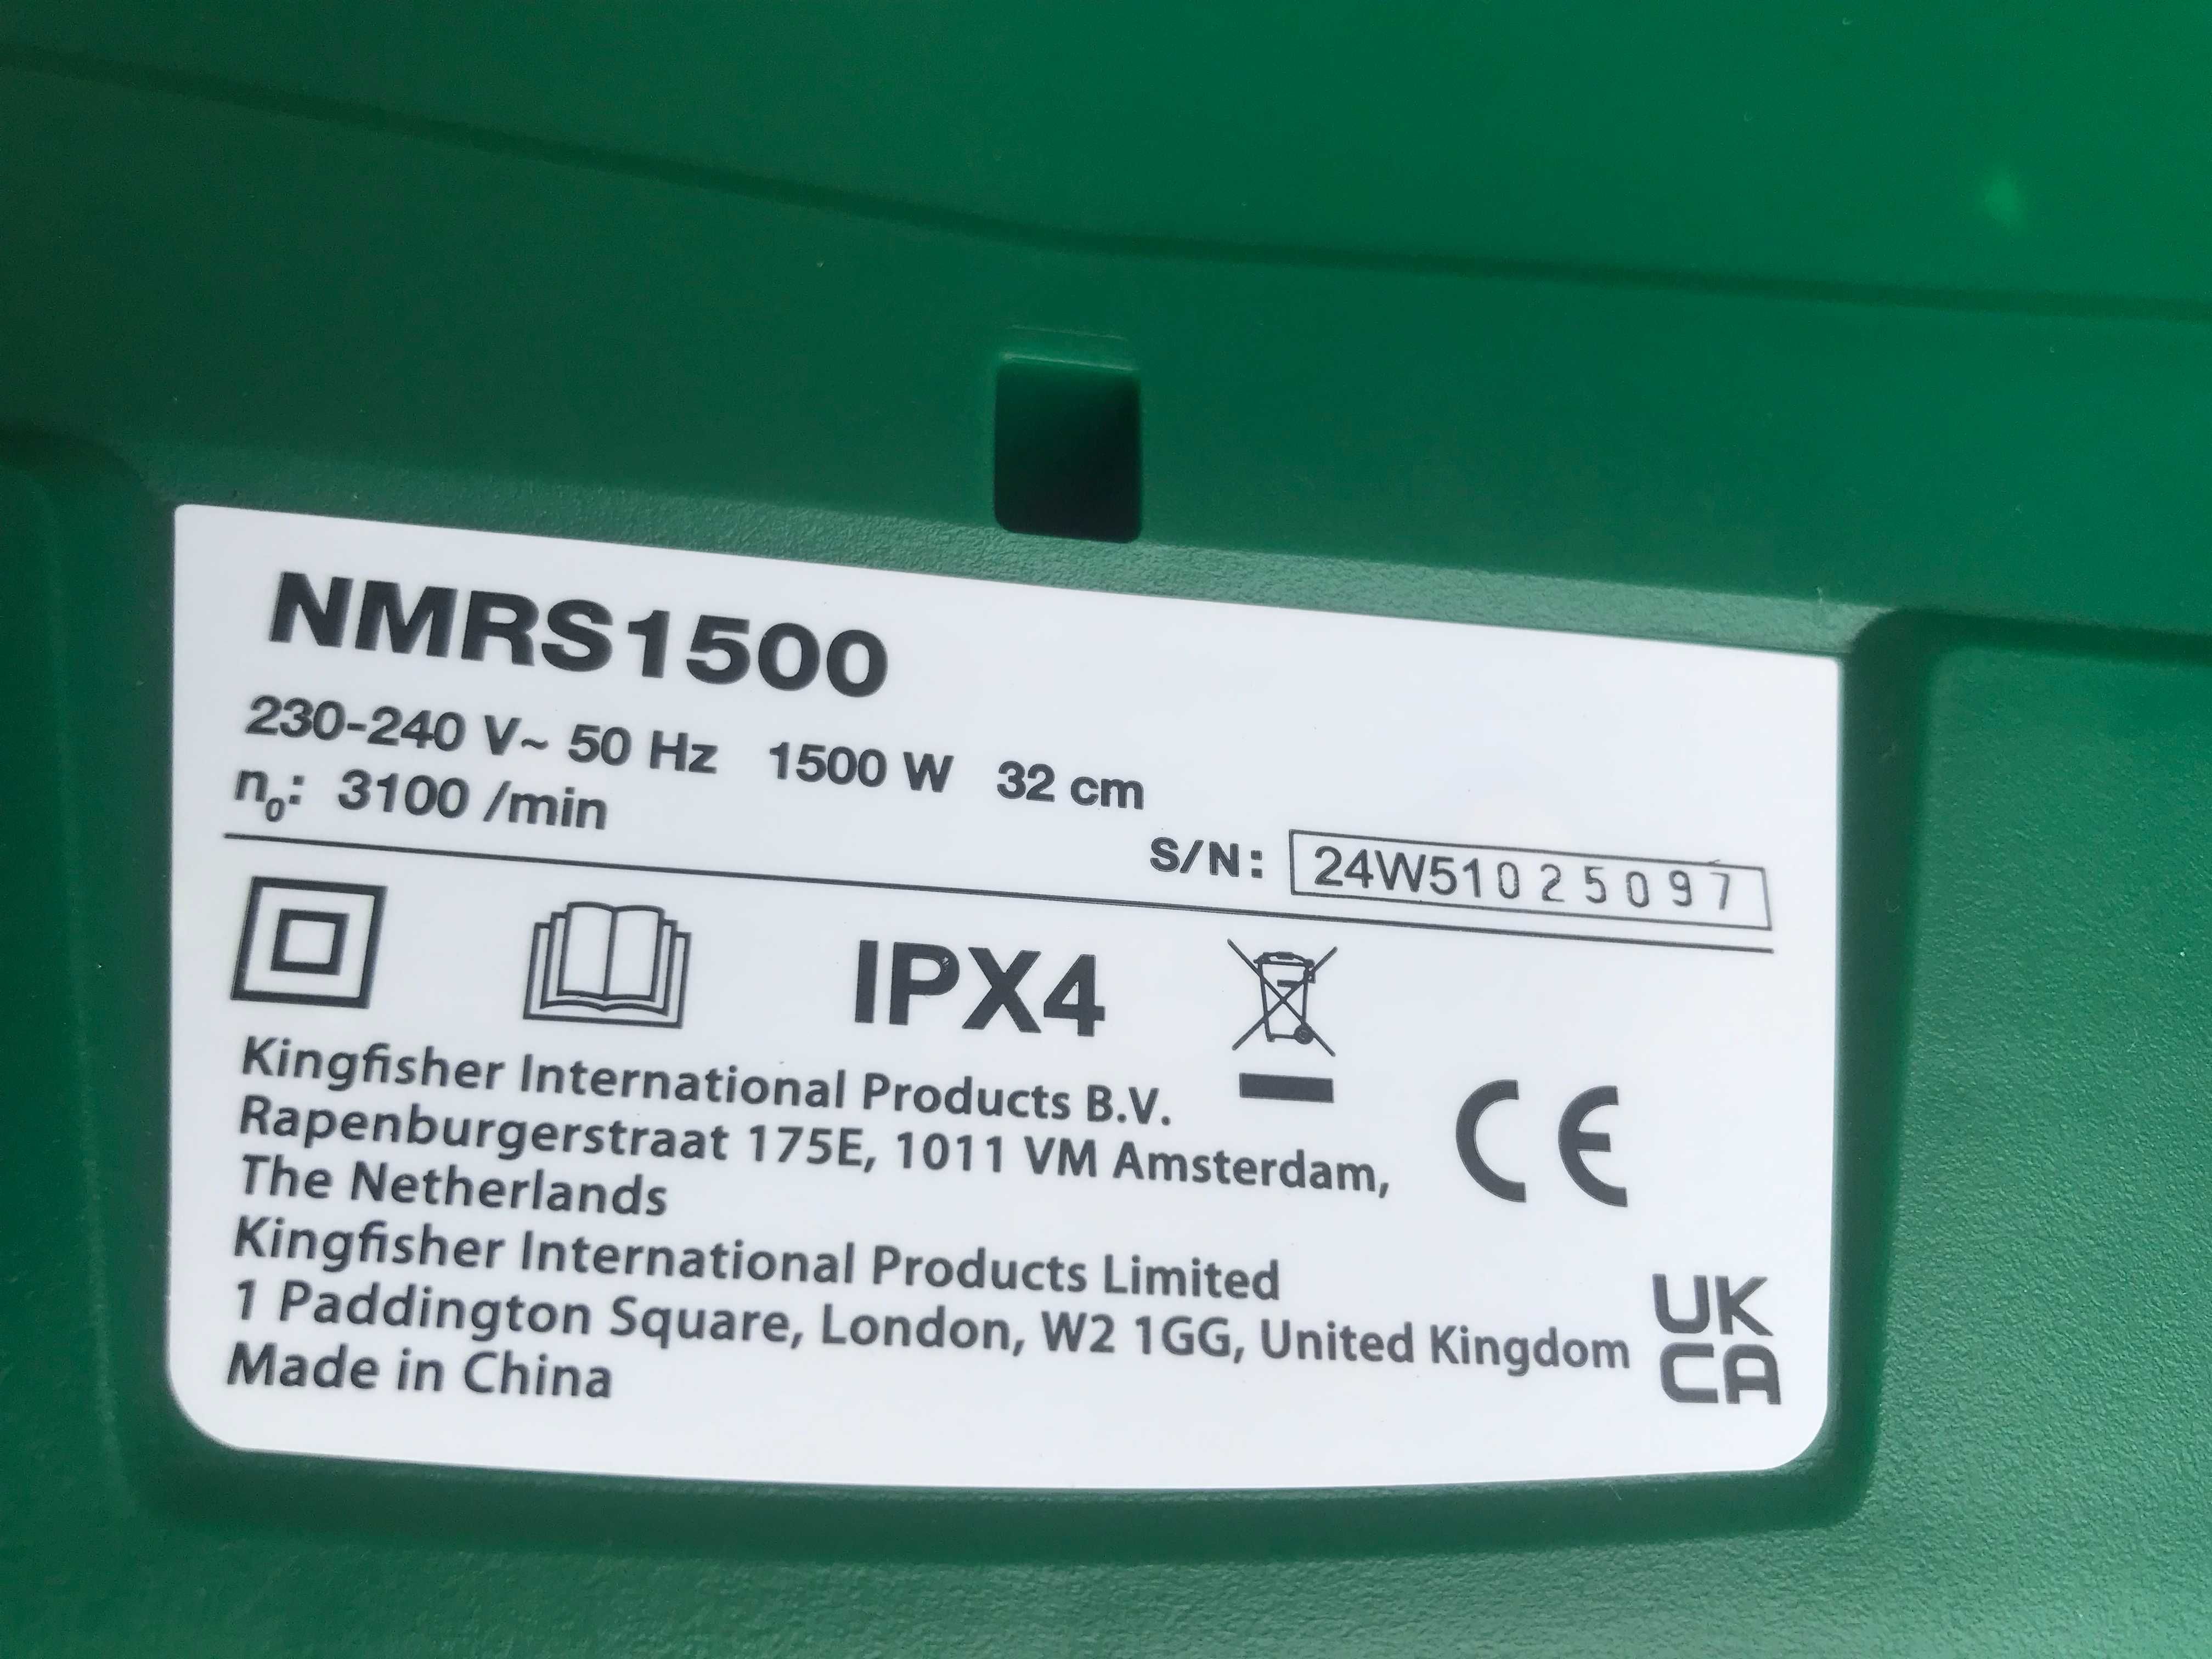 NMRS1500
230-240 V~ 50 Hz 1500 W 32 cm
n₀: 3100 /min
S/N: 24W51025097
IPX4
Kingfisher International Products B.V.
Rapenburgerstraat 175E, 1011 VM Amsterdam,
The Netherlands
CE
Kingfisher International Products Limited
1 Paddington Square, London, W2 1GG, United Kingdom
Made in China
UK
CA